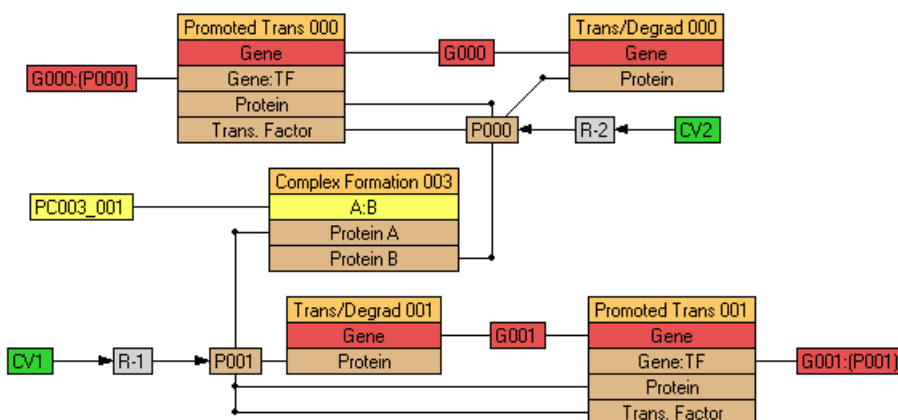 Promoted Trans 000
Gene
Gene:TF
Protein
Trans. Factor
G000:(P000)
G000
Trans/Degrad 000
Gene
Protein
P000
R-2
CV2
PC003_001
Complex Formation 003
A:B
Protein A
Protein B
Trans/Degrad 001
Gene
Protein
G001
Promoted Trans 001
Gene
Gene:TF
Protein
Trans. Factor
G001:(P001)
CV1
R-1
P001